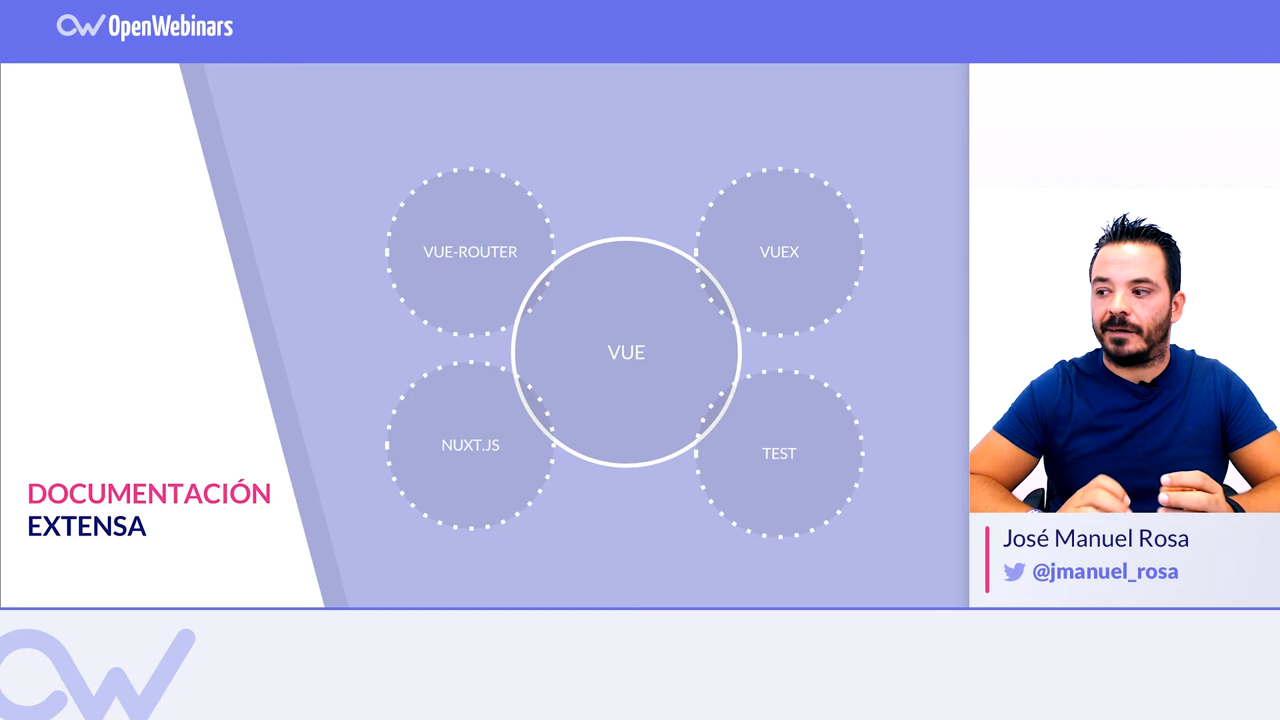 OpenWebinars
VUE-ROUTER
VUEX
VUE
NUXT.JS
TEST
DOCUMENTACIÓN
EXTENSA
José Manuel Rosa
@jmanuel_rosa